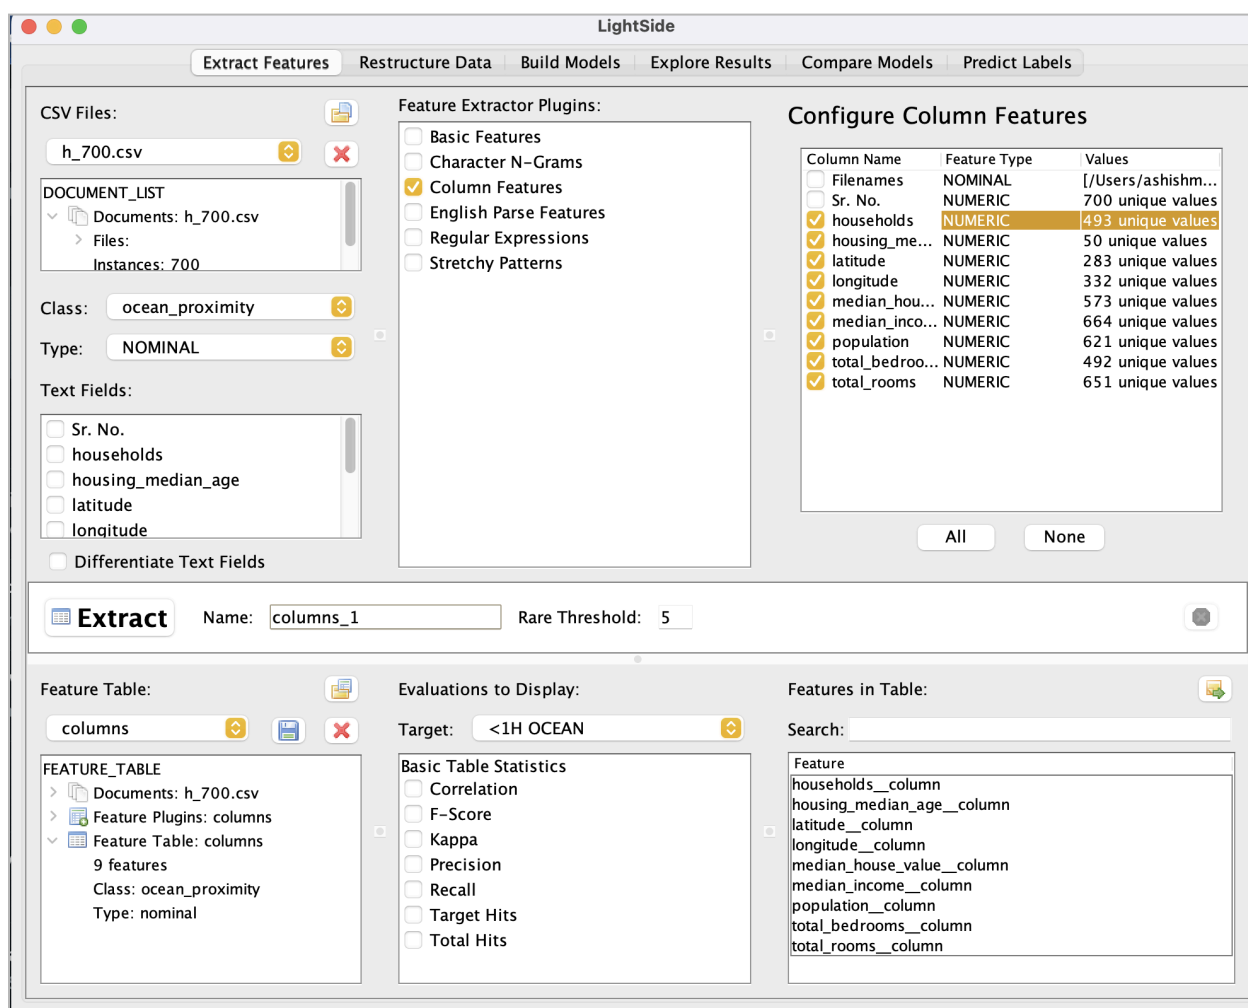 LightSide
Extract Features Restructure Data Build Models Explore Results Compare Models Predict Labels
CSV Files:
h_700.csv
DOCUMENT_LIST
Documents: h_700.csv
Files:
Instances: 700
Class: ocean_proximity
Type: NOMINAL
Text Fields:
Sr. No.
households
housing_median_age
latitude
longitude
Differentiate Text Fields
Feature Extractor Plugins:
Basic Features
Character N-Grams
Column Features
English Parse Features
Regular Expressions
Stretchy Patterns
Configure Column Features
Column Name Feature Type Values
Filenames NOMINAL [/Users/ashishm...
Sr. No. NUMERIC 700 unique values
households NUMERIC 493 unique values
housing_me... NUMERIC 50 unique values
latitude NUMERIC 283 unique values
longitude NUMERIC 332 unique values
median_hou... NUMERIC 573 unique values
median_inco... NUMERIC 664 unique values
population NUMERIC 621 unique values
total_bedroo... NUMERIC 492 unique values
total_rooms NUMERIC 651 unique values
All None
Extract Name: columns_1 Rare Threshold: 5
Feature Table:
columns
FEATURE_TABLE
Documents: h_700.csv
Feature Plugins: columns
Feature Table: columns
9 features
Class: ocean_proximity
Type: nominal
Evaluations to Display:
Target: <1H OCEAN
Basic Table Statistics
Correlation
F-Score
Kappa
Precision
Recall
Target Hits
Total Hits
Features in Table:
Search:
Feature
households__column
housing_median_age__column
latitude__column
longitude__column
median_house_value__column
median_income__column
population__column
total_bedrooms__column
total_rooms__column